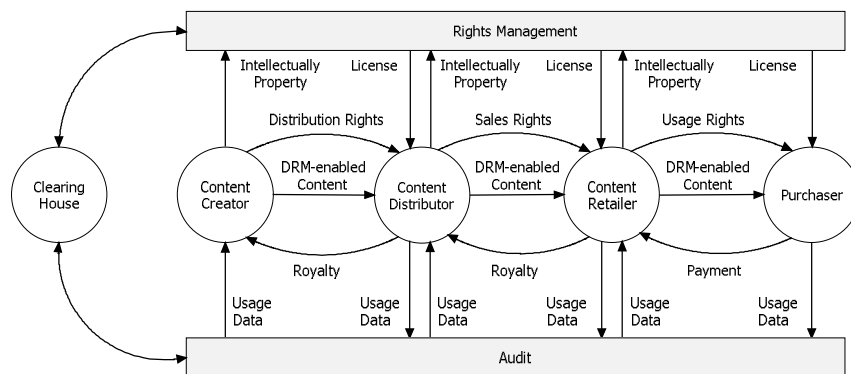 Rights Management
Intellectually
Property
License
Intellectually
Property
License
Intellectually
Property
License
Distribution Rights
Sales Rights
Usage Rights
DRM-enabled
Content
DRM-enabled
Content
DRM-enabled
Content
Clearing
House
Content
Creator
Content
Distributor
Content
Retailer
Purchaser
Royalty
Royalty
Payment
Usage
Data
Usage
Data
Usage
Data
Usage
Data
Usage
Data
Usage
Data
Audit